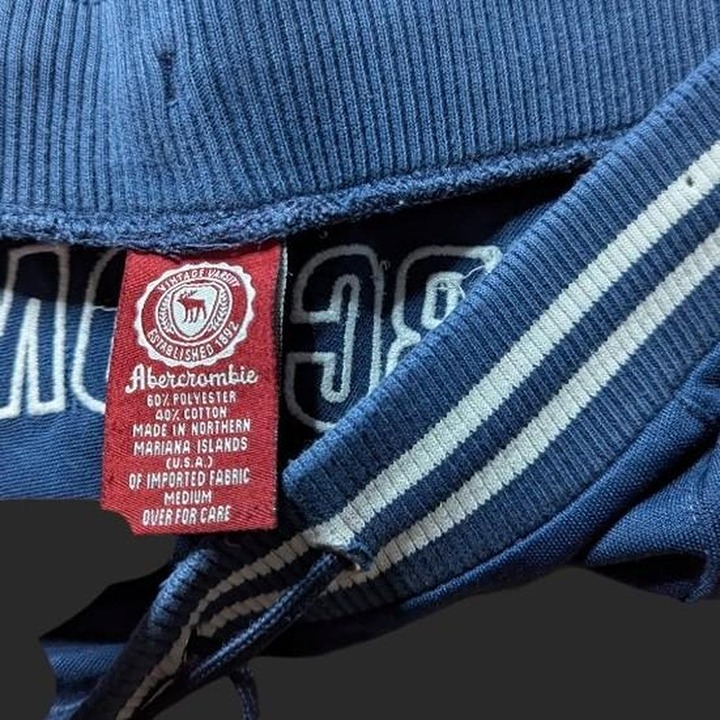 VINTAGE VARSITY
ESTABLISHED 1892
Abercrombie
60% POLYESTER
40% COTTON
MADE IN NORTHERN
MARIANA ISLANDS
(U.S.A.)
OF IMPORTED FABRIC
MEDIUM
OVER FOR CARE